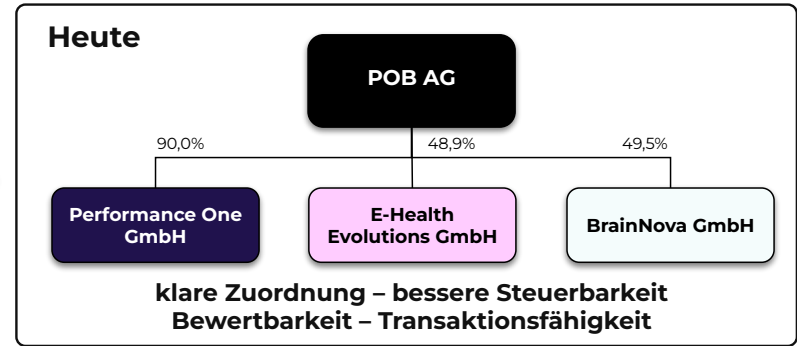 Heute
POB AG
90,0%
48,9%
49,5%
Performance One
GmbH
E-Health
Evolutions GmbH
BrainNova GmbH
klare Zuordnung – bessere Steuerbarkeit
Bewertbarkeit – Transaktionsfähigkeit